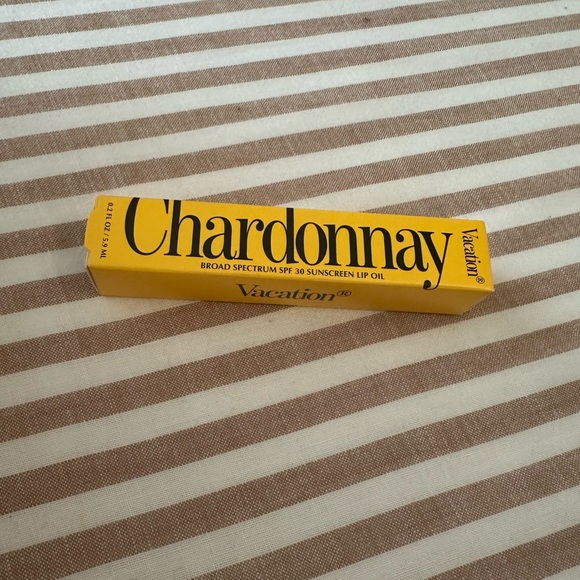 0.2 FL OZ / 5.9 ML
Chardonnay
BROAD SPECTRUM SPF 30 SUNSCREEN LIP OIL
Vacation®
Vacation®